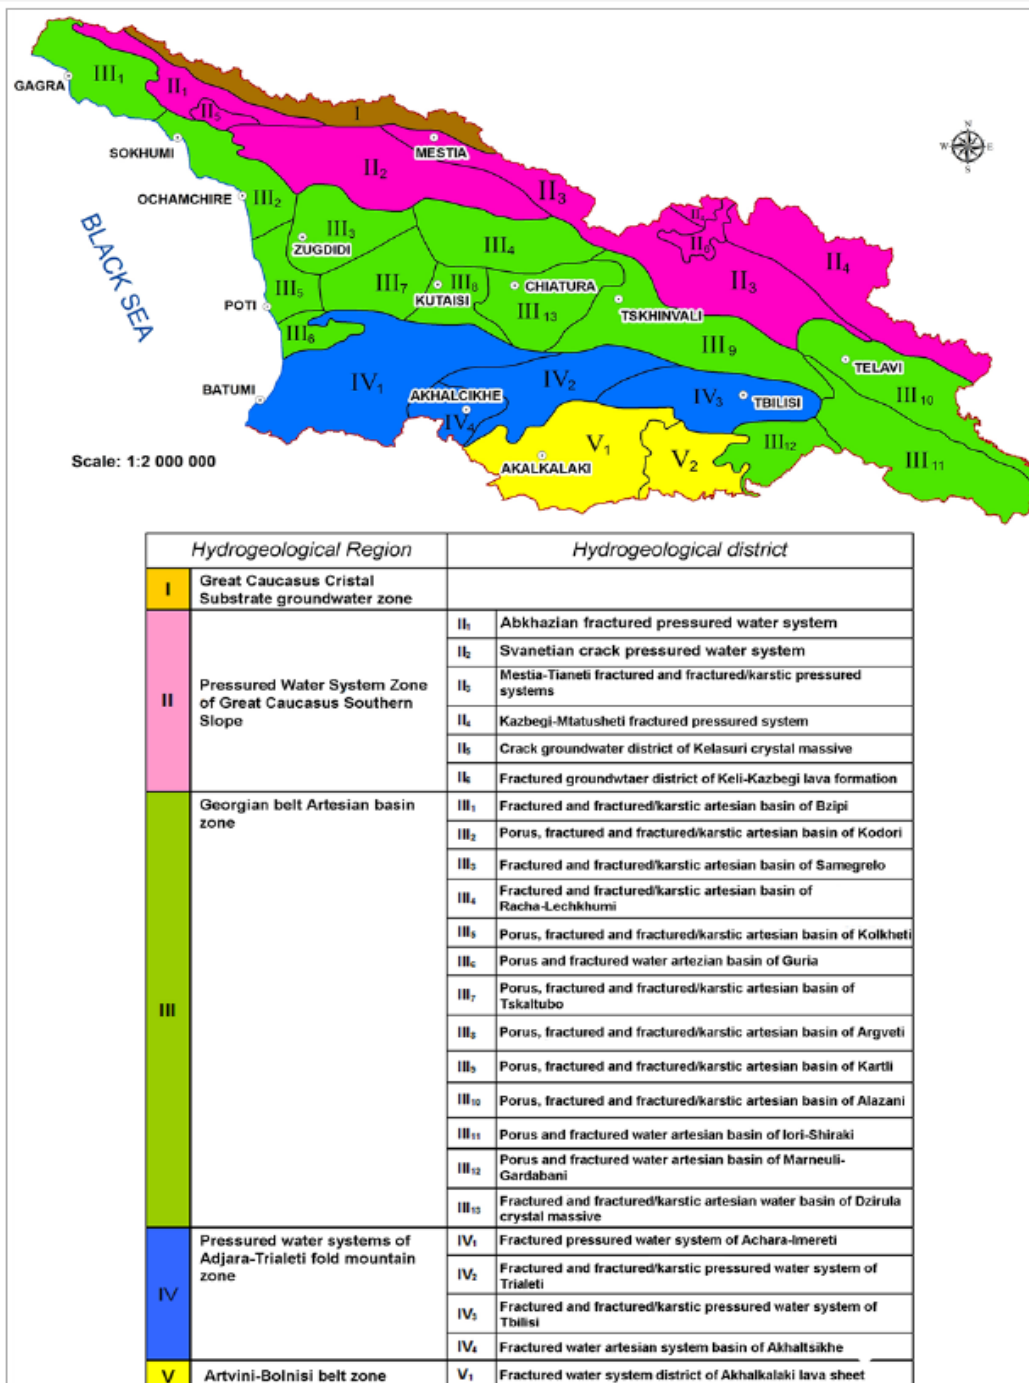 III₁
GAGRA
II₁
II₅
I
SOKHUMI
MESTIA
N
W
E
S
II₂
II₃
OCHAMCHIRE
III₂
III₃
ZUGDIDI
III₄
II₆
II₄
II₃
BLACK SEA
III₅
III₇
III₈
KUTAISI
CHIATURA
III₁₃
TSKHINVALI
POTI
III₆
III₉
TELAVI
BATUMI
IV₁
AKHALCIKHE
IV₂
IV₃
TBILISI
III₁₀
IV₄
V₁
V₂
III₁₂
III₁₁
AKALKALAKI
Scale: 1:2 000 000
Hydrogeological Region
Hydrogeological district
I
Great Caucasus Cristal
Substrate groundwater zone
II
Pressured Water System Zone
of Great Caucasus Southern
Slope
II₁ Abkhazian fractured pressured water system
II₂ Svanetian crack pressured water system
II₃ Mestia-Tianeti fractured and fractured/karstic pressured
systems
II₄ Kazbegi-Mtatusheti fractured pressured system
II₅ Crack groundwater district of Kelasuri crystal massive
II₆ Fractured groundwtaer district of Keli-Kazbegi lava formation
III
Georgian belt Artesian basin
zone
III₁ Fractured and fractured/karstic artesian basin of Bzipi
III₂ Porus, fractured and fractured/karstic artesian basin of Kodori
III₃ Fractured and fractured/karstic artesian basin of Samegrelo
III₄ Fractured and fractured/karstic artesian basin of
Racha-Lechkhumi
III₅ Porus, fractured and fractured/karstic artesian basin of Kolkheti
III₆ Porus and fractured water artezian basin of Guria
III₇ Porus, fractured and fractured/karstic artesian basin of
Tskaltubo
III₈ Porus, fractured and fractured/karstic artesian basin of Argveti
III₉ Porus, fractured and fractured/karstic artesian basin of Kartli
III₁₀ Porus, fractured and fractured/karstic artesian basin of Alazani
III₁₁ Porus and fractured water artesian basin of Iori-Shiraki
III₁₂ Porus and fractured water artesian basin of Marneuli-
Gardabani
III₁₃ Fractured and fractured/karstic artesian water basin of Dzirula
crystal massive
IV
Pressured water systems of
Adjara-Trialeti fold mountain
zone
IV₁ Fractured pressured water system of Achara-Imereti
IV₂ Fractured and fractured/karstic pressured water system of
Trialeti
IV₃ Fractured and fractured/karstic pressured water system of
Tbilisi
IV₄ Fractured water artesian system basin of Akhaltsikhe
V
Artvini-Bolnisi belt zone
V₁ Fractured water system district of Akhalkalaki lava sheet